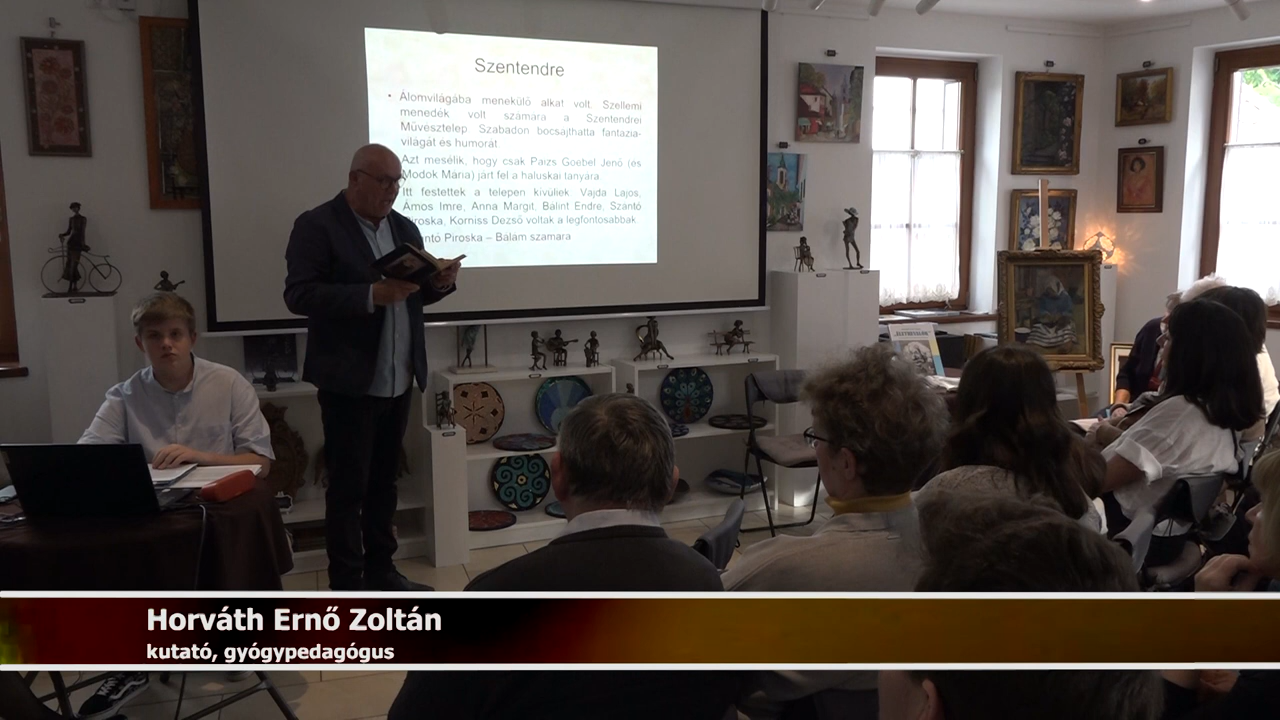 Szentendre
• Álomvilágába menekülő alkat volt. Szellemi
menedék volt számára a Szentendrei
Művésztelep Szabadon bocsájthatta fantázia-
világát és humorát
Azt mesélik, hogy csak Paizs Goebel Jenő (és
Modok Mária) járt fel a haluskai tanyára
Itt festettek a telepen kívüliek Vajda Lajos,
Ámos Imre, Anna Margit, Bálint Endre, Szántó
Piroska, Korniss Dezső voltak a legfontosabbak.
Piroska – Bálám szamara
Horváth Ernő Zoltán
kutató, gyógypedagógus